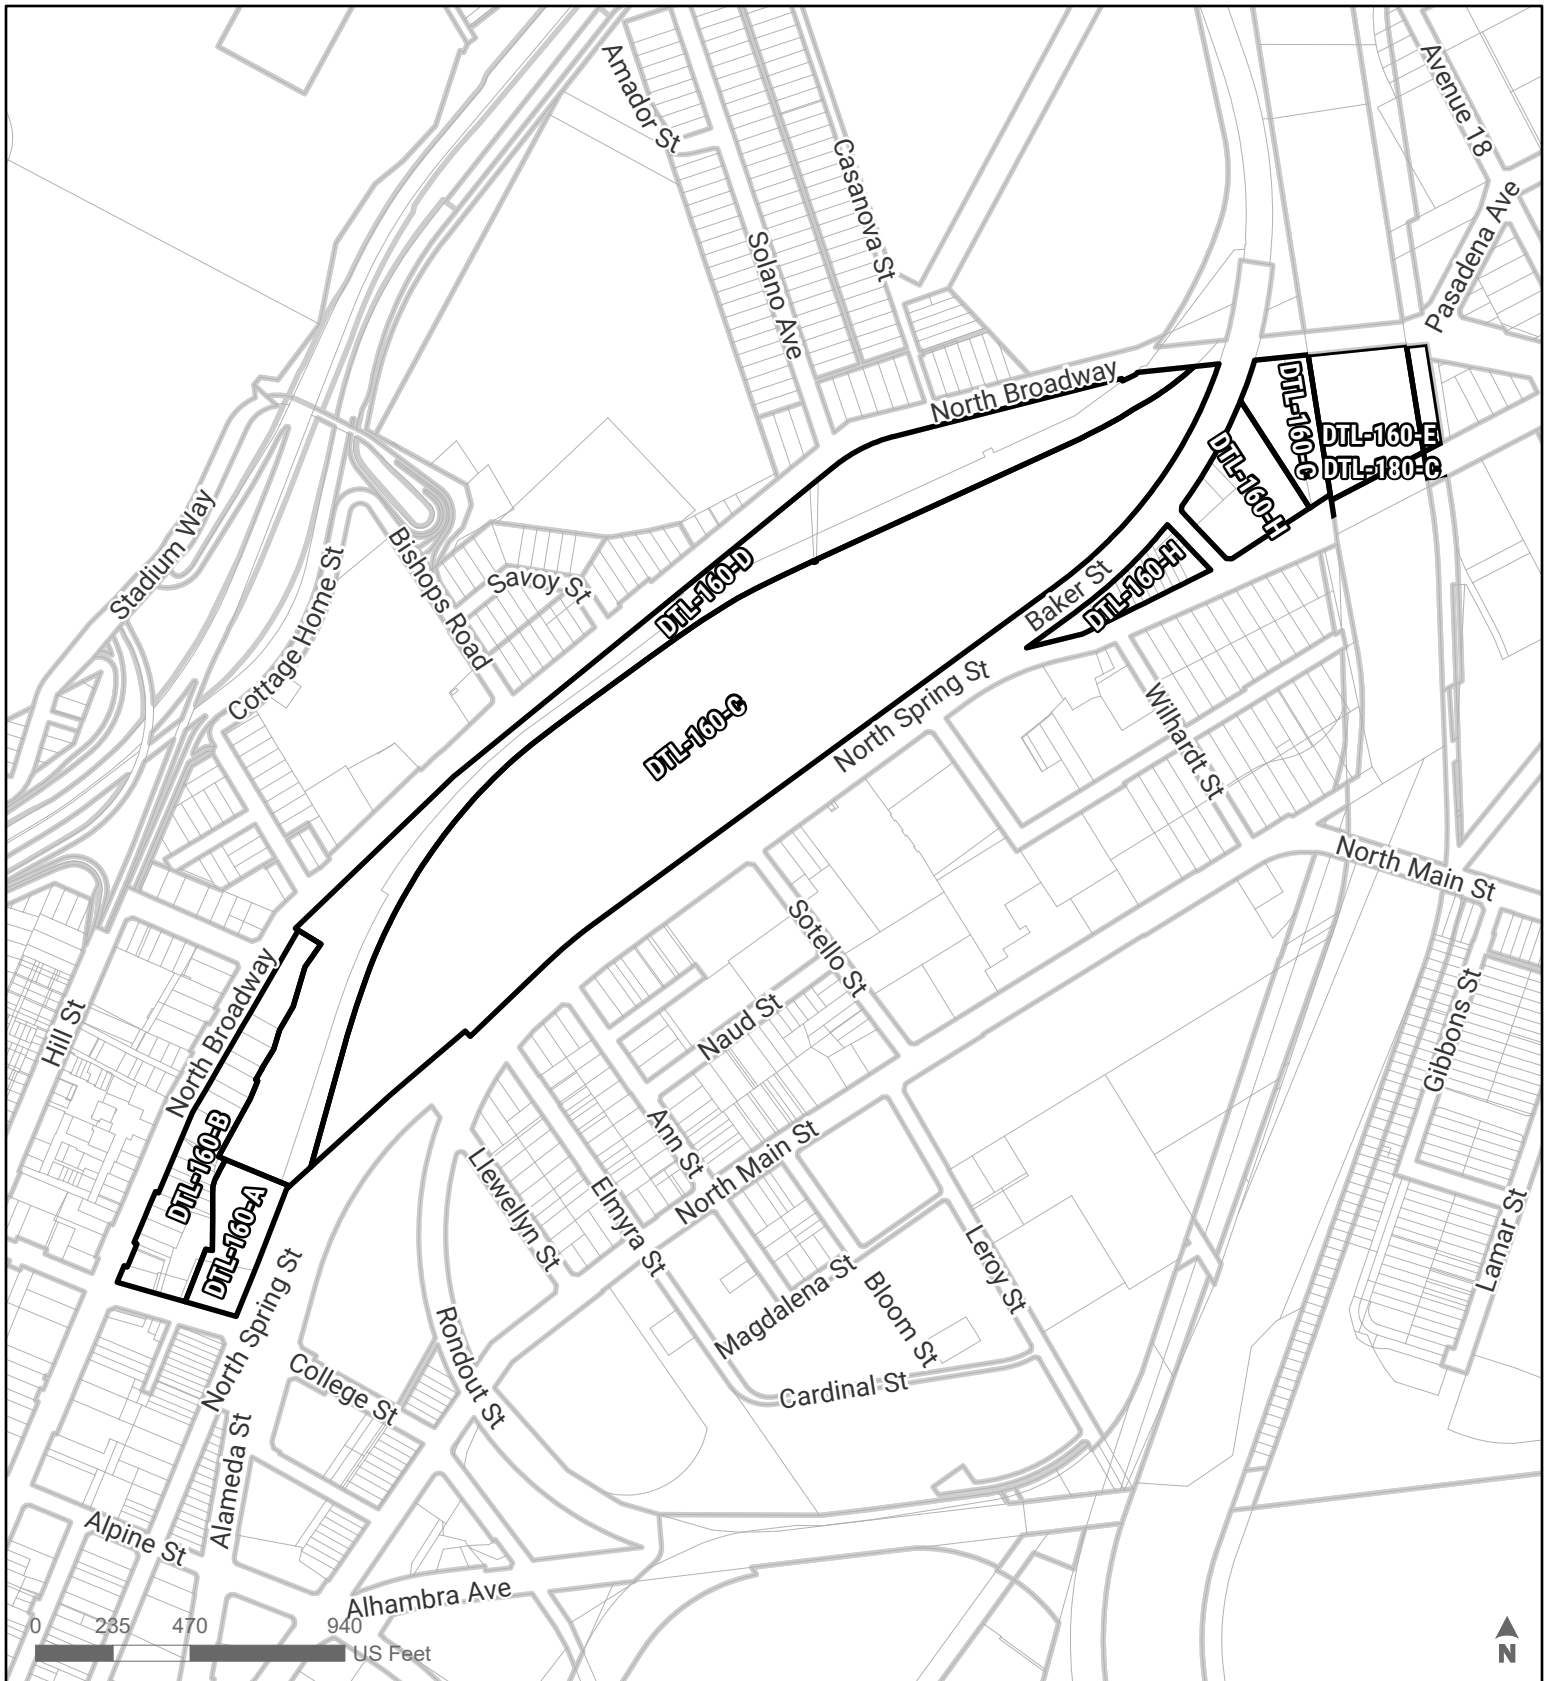 Amador St
Casanova St
Solano Ave
Avenue 18
Pasadena Ave
North Broadway
DTL-160-C
DTL-160-E
DTL-180-C
DTL-160-H
Stadium Way
Bishops Road
Savoy St
Cottage Home St
DTL-160-D
DTL-160-H
Baker St
DTL-160-C
North Spring St
Wilhardt St
North Main St
Sotello St
North Broadway
Hill St
Naud St
Gibbons St
Ann St
North Main St
DTL-160-B
DTL-160-A
Llewellyn St
Elmyra St
Leroy St
Lamar St
Magdalena St
Bloom St
North Spring St
Rondout St
College St
Cardinal St
Alameda St
Alpine St
Alhambra Ave
0 235 470 940
US Feet
N